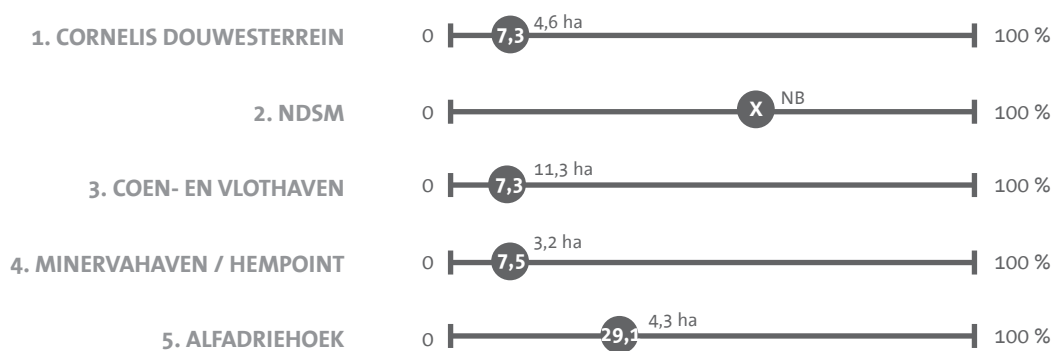 1. CORNELIS DOUWESTERREIN 0 7,3 4,6 ha 100 %
2. NDSM 0 X NB 100 %
3. COEN- EN VLOTHAVEN 0 7,3 11,3 ha 100 %
4. MINERVAHAVEN / HEMPOINT 0 7,5 3,2 ha 100 %
5. ALFADRIEHOEK 0 29,1 4,3 ha 100 %